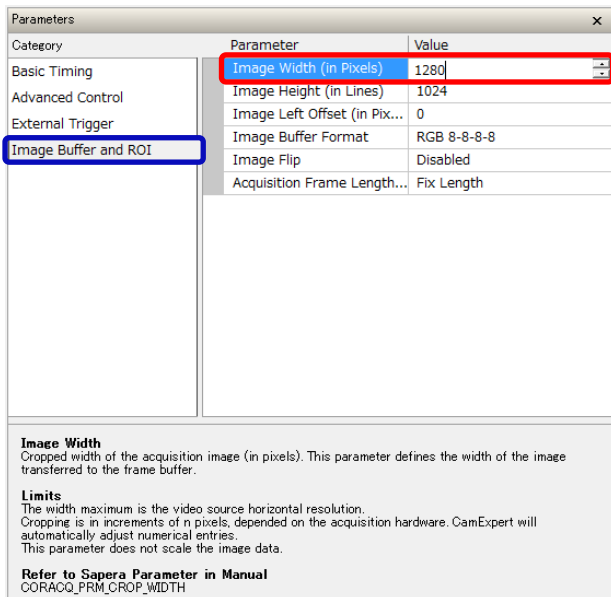 Parameters
Category
Parameter Value
Basic Timing
Advanced Control
External Trigger
Image Buffer and ROI
Image Width (in Pixels) 1280
Image Height (in Lines) 1024
Image Left Offset (in Pix... 0
Image Buffer Format RGB 8-8-8-8
Image Flip Disabled
Acquisition Frame Length... Fix Length
Image Width
Cropped width of the acquisition image (in pixels). This parameter defines the width of the image
transferred to the frame buffer.
Limits
The width maximum is the video source horizontal resolution.
Cropping is in increments of n pixels, depended on the acquisition hardware. CamExpert will
automatically adjust numerical
entries.
This parameter does not scale the image data.
Refer to Sapera Parameter in Manual
CORACQ_PRM_CROP_WIDTH